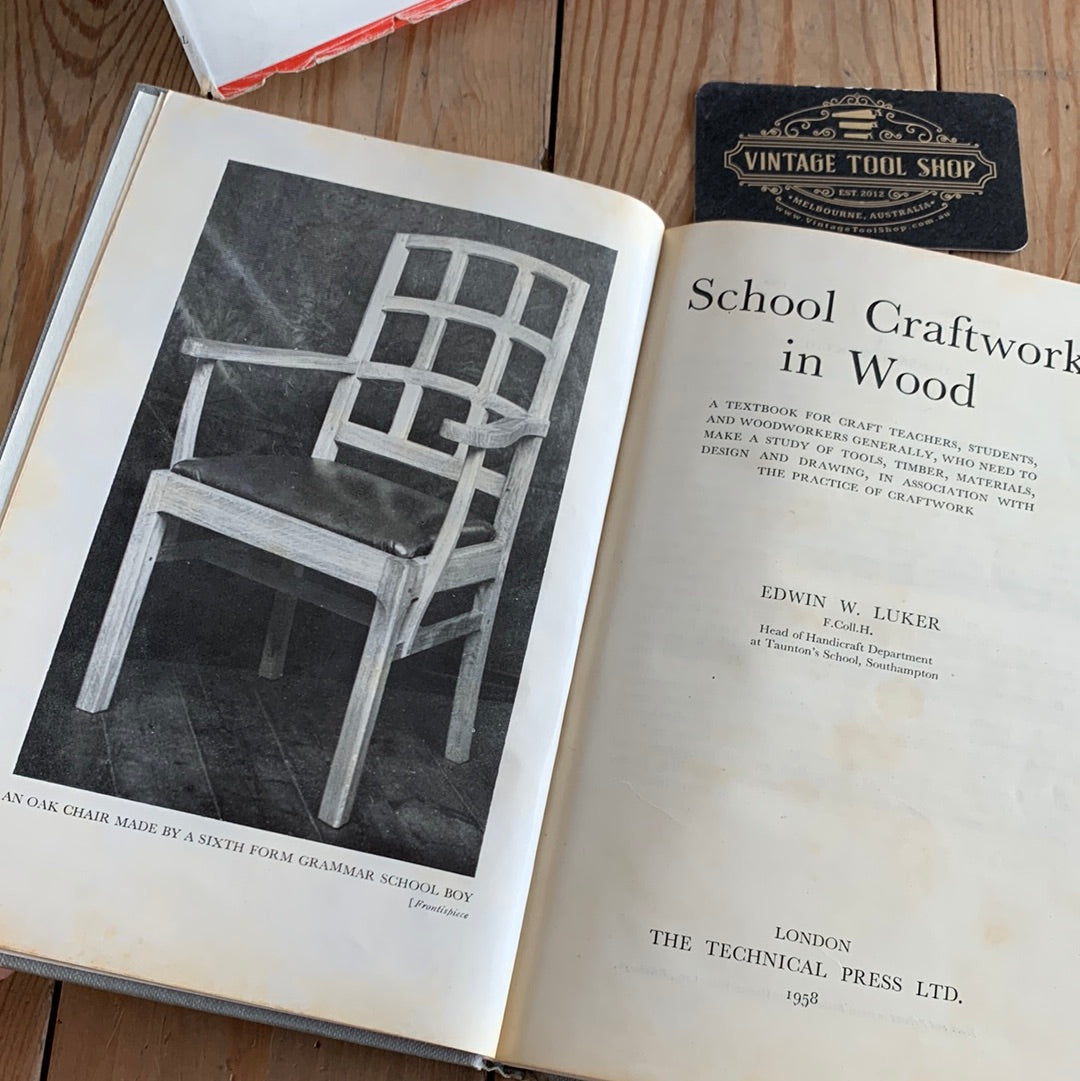 VINTAGE TOOL SHOP
EST. 2012
• MELBOURNE, AUSTRALIA •
www.VintageToolShop.com.au
AN OAK CHAIR MADE BY A SIXTH FORM GRAMMAR SCHOOL BOY
[Frontispiece
School Craftwork
in Wood
A TEXTBOOK FOR CRAFT TEACHERS, STUDENTS,
AND WOODWORKERS GENERALLY, WHO NEED TO
MAKE A STUDY OF TOOLS, TIMBER, MATERIALS,
DESIGN AND DRAWING, IN ASSOCIATION WITH
THE PRACTICE OF CRAFTWORK
EDWIN W. LUKER
F.Coll.H.
Head of Handicraft Department
at Taunton's School, Southampton
LONDON
THE TECHNICAL PRESS LTD.
1958